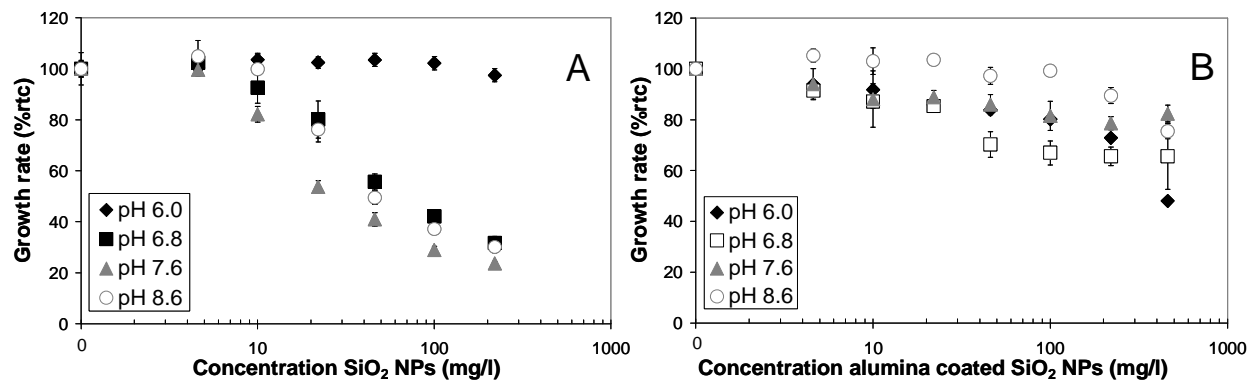 120
100
80
60
40
20
0
Growth rate (%rtc)
A
pH 6.0
pH 6.8
pH 7.6
pH 8.6
0 10 100 1000
Concentration SiO₂ NPs (mg/l)
120
100
80
60
40
20
0
Growth rate (%rtc)
B
pH 6.0
pH 6.8
pH 7.6
pH 8.6
0 10 100 1000
Concentration alumina coated SiO₂ NPs (mg/l)